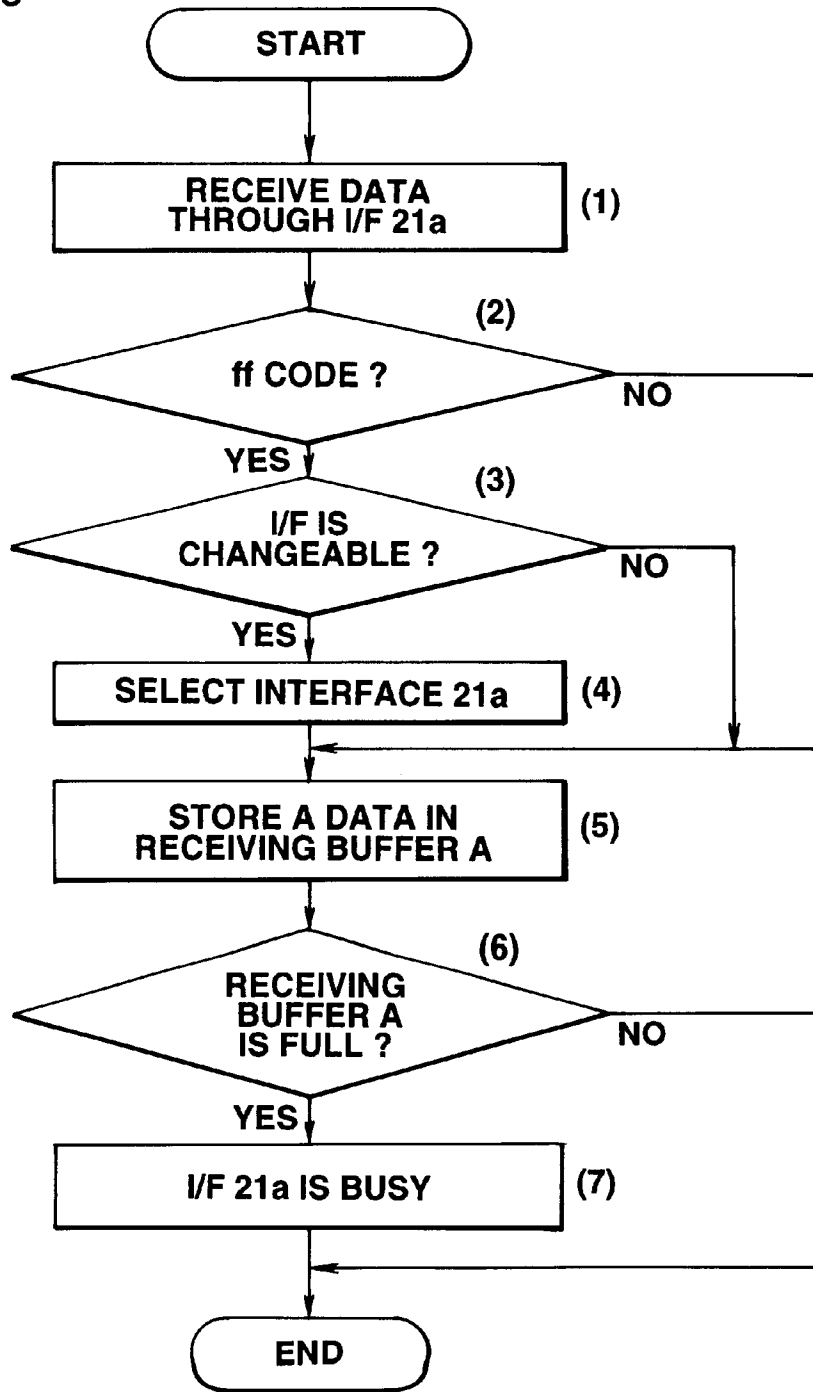 START
RECEIVE DATA
THROUGH I/F 21a
(1)
(2)
ff CODE ?
NO
YES
(3)
I/F IS
CHANGEABLE ?
NO
YES
SELECT INTERFACE 21a
(4)
STORE A DATA IN
RECEIVING BUFFER A
(5)
(6)
RECEIVING
BUFFER A
IS FULL ?
NO
YES
I/F 21a IS BUSY
(7)
END